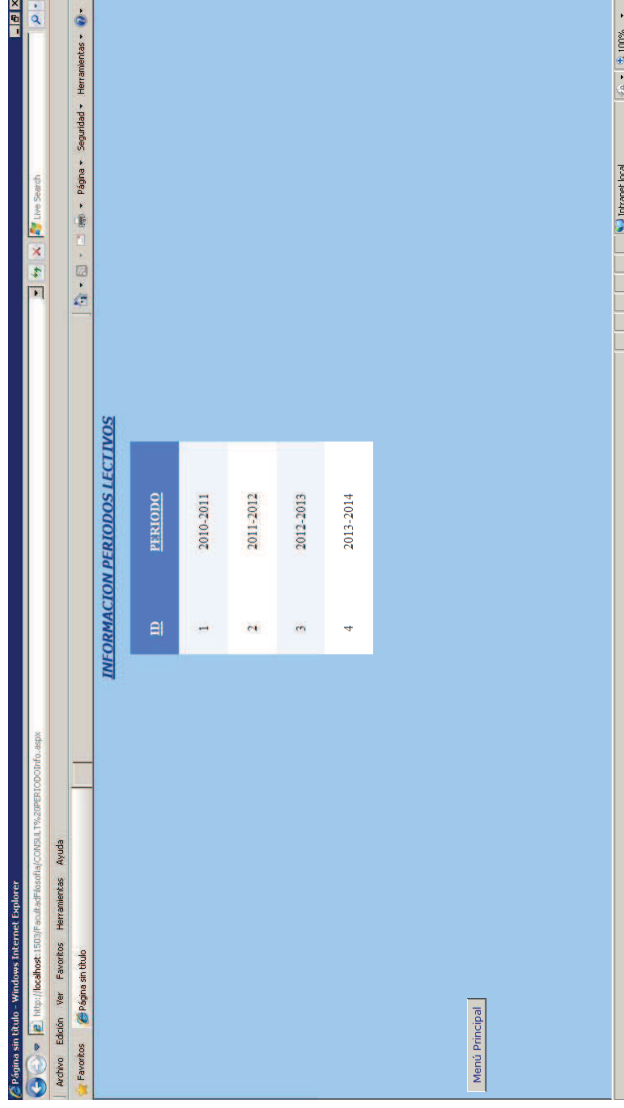 Página sin título - Windows Internet Explorer
http://localhost:1503/FacultadFilosofia/CONSULT%20PERIODOInfo.aspx
Live Search
Archivo Edición Ver Favoritos Herramientas Ayuda
Favoritos Página sin título
Página Seguridad Herramientas
INFORMACION PERIODOS LECTIVOS
ID PERIODO
1 2010-2011
2 2011-2012
3 2012-2013
4 2013-2014
Menú Principal
Intranet local 100%